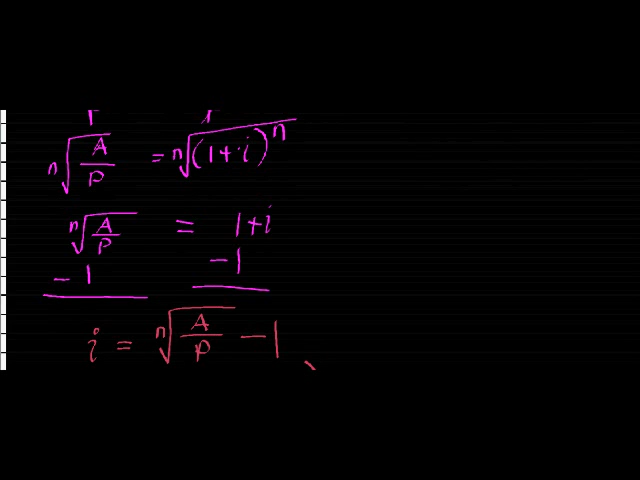 ⁿ√(A/P) = ⁿ√(1+i)ⁿ
ⁿ√(A/P) = 1+i
-1 -1
i = ⁿ√(A/P) - 1